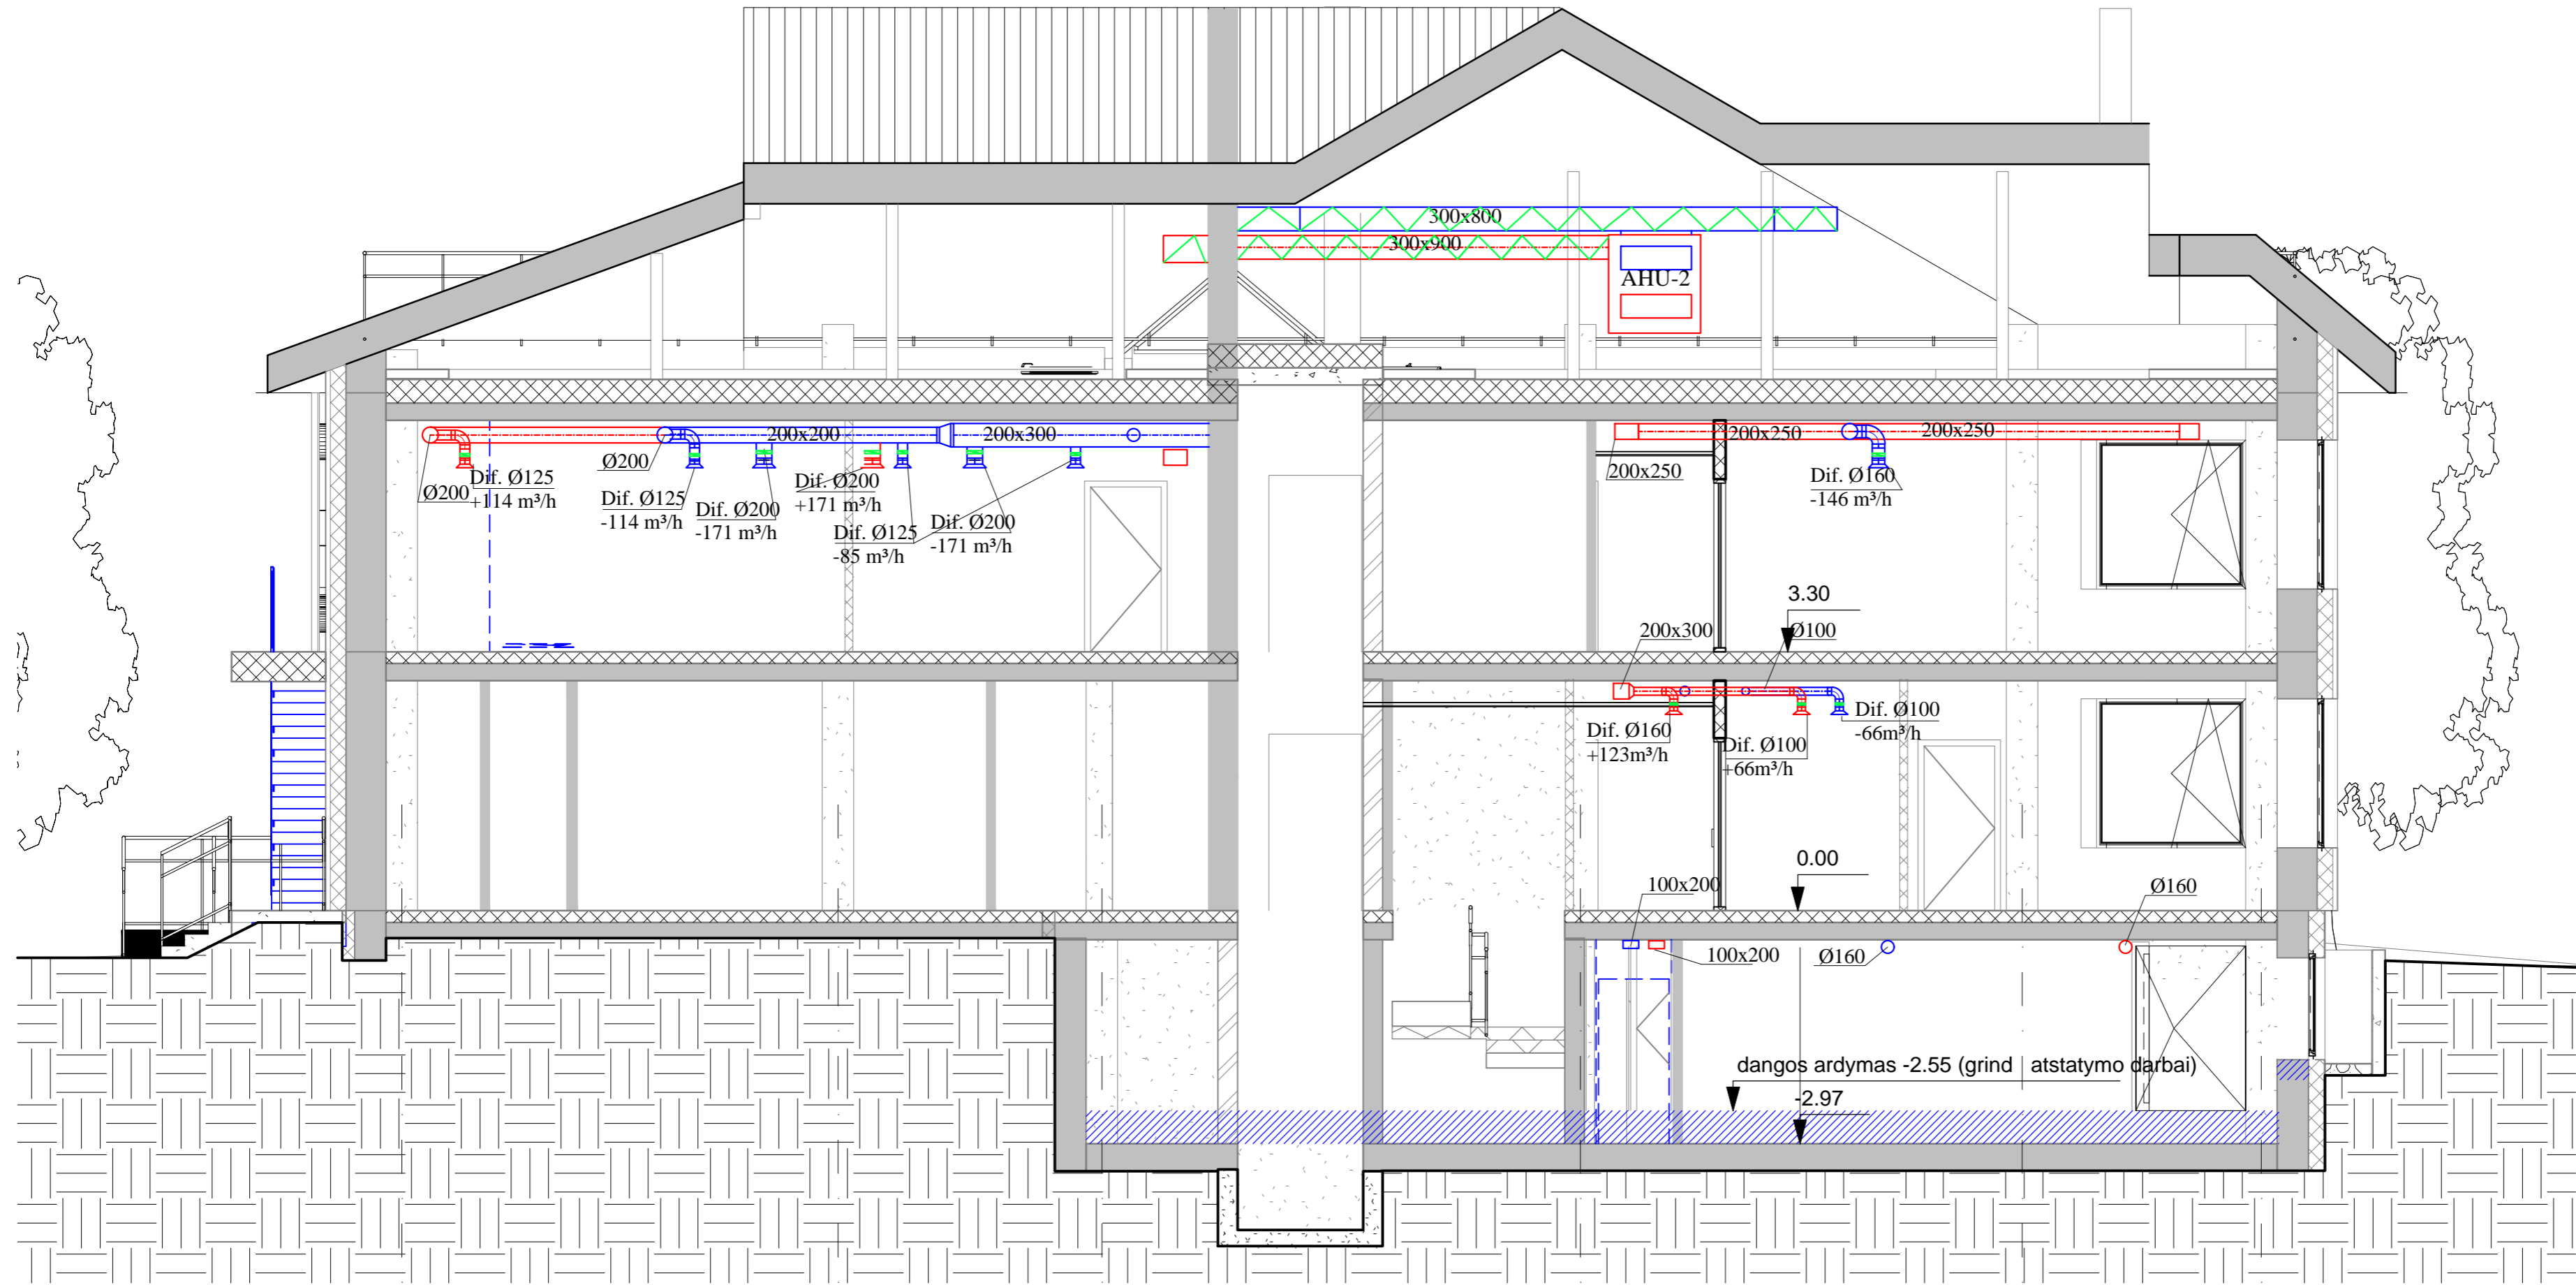 300x800
300x900
AHU-2
200x200
200x300
200x250
200x250
Ø200
Dif. Ø125
+114 m³/h
Ø200
Dif. Ø125
-114 m³/h
Dif. Ø200
-171 m³/h
Dif. Ø200
+171 m³/h
Dif. Ø125
-85 m³/h
Dif. Ø200
-171 m³/h
200x250
Dif. Ø160
-146 m³/h
3.30
200x300
Ø100
Dif. Ø160
+123m³/h
Dif. Ø100
+66m³/h
Dif. Ø100
-66m³/h
0.00
100x200
Ø160
100x200
Ø160
dangos ardymas -2.55 (grind atstatymo darbai)
-2.97